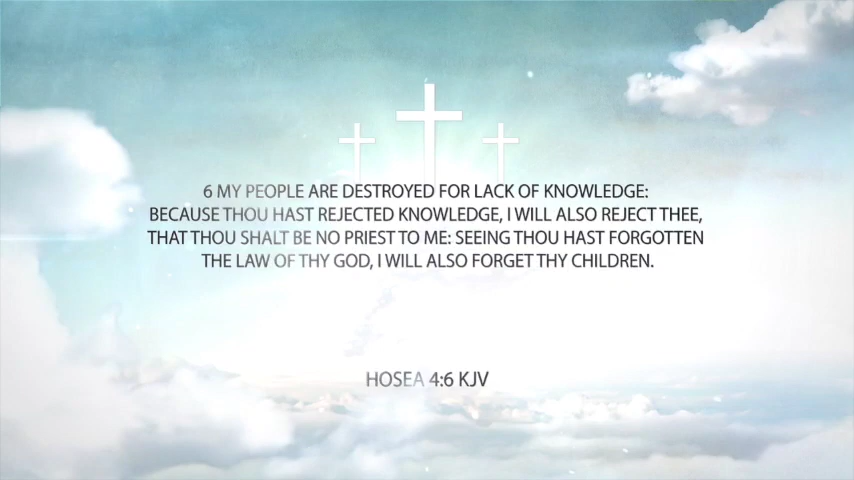 6 MY PEOPLE ARE DESTROYED FOR LACK OF KNOWLEDGE:
BECAUSE THOU HAST REJECTED KNOWLEDGE, I WILL ALSO REJECT THEE,
THAT THOU SHALT BE NO PRIEST TO ME: SEEING THOU HAST FORGOTTEN
THE LAW OF THY GOD, I WILL ALSO FORGET THY CHILDREN.
HOSEA 4:6 KJV